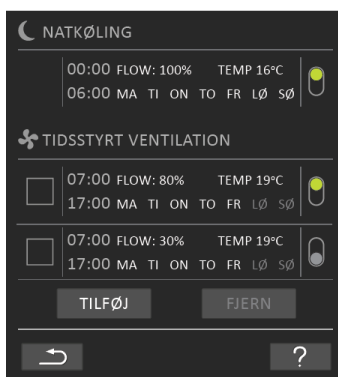 NATKØLING
00:00 FLOW: 100% TEMP 16°C
06:00 MA TI ON TO FR LØ SØ
TIDSSTYRT VENTILATION
07:00 FLOW: 80% TEMP 19°C
17:00 MA TI ON TO FR LØ SØ
07:00 FLOW: 30% TEMP 19°C
17:00 MA TI ON TO FR LØ SØ
TILFØJ FJERN
?